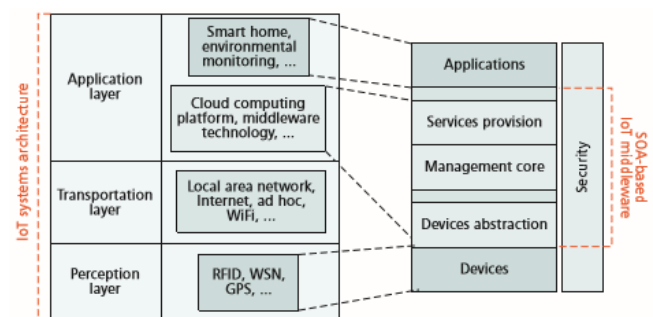 IoT systems architecture
Application
layer
Smart home,
environmental
monitoring, ...
Cloud computing
platform, middleware
technology, ...
Transportation
layer
Local area network,
Internet, ad hoc,
WiFi, ...
Perception
layer
RFID, WSN,
GPS, ...
Applications
Services provision
Management core
Devices abstraction
Devices
Security
SOA-based
IoT middleware